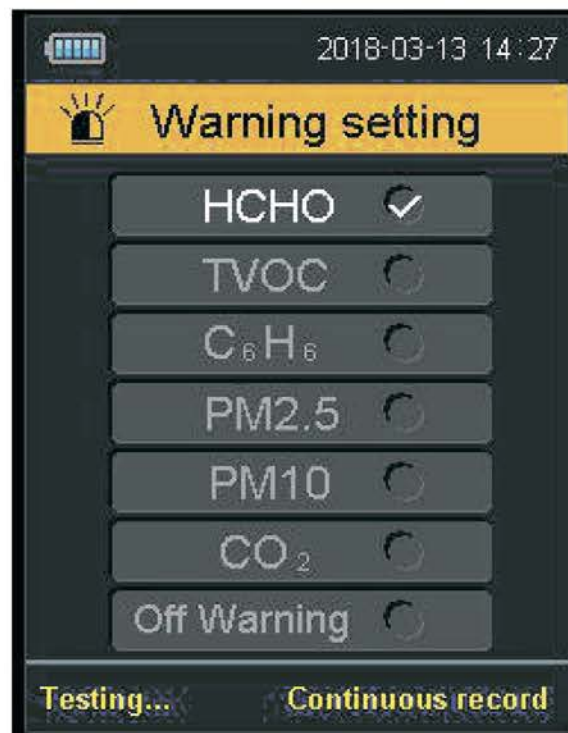 2018-03-13 14:27
Warning setting
HCHO
TVOC
C₆H₆
PM2.5
PM10
CO₂
Off Warning
Testing... Continuous record